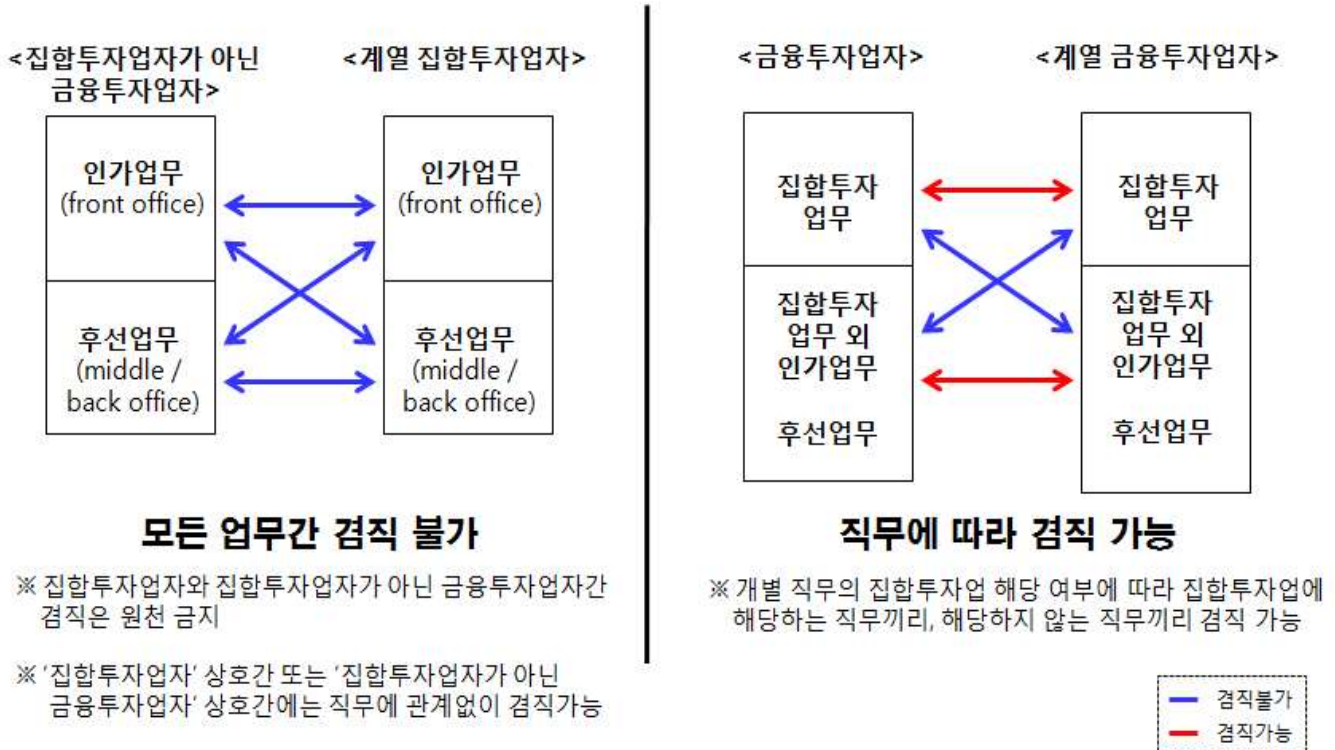 <집합투자업자가 아닌
금융투자업자>
<계열 집합투자업자>
인가업무
(front office)
인가업무
(front office)
후선업무
(middle /
back office)
후선업무
(middle /
back office)
모든 업무간 겸직 불가
※ 집합투자업자와 집합투자업자가 아닌 금융투자업자간
겸직은 원천 금지
※ '집합투자업자' 상호간 또는 '집합투자업자가 아닌
금융투자업자' 상호간에는 직무에 관계없이 겸직가능
<금융투자업자>
<계열 금융투자업자>
집합투자
업무
집합투자
업무
집합투자
업무 외
인가업무
후선업무
집합투자
업무 외
인가업무
후선업무
직무에 따라 겸직 가능
※ 개별 직무의 집합투자업 해당 여부에 따라 집합투자업에
해당하는 직무끼리, 해당하지 않는 직무끼리 겸직 가능
겸직불가
겸직가능